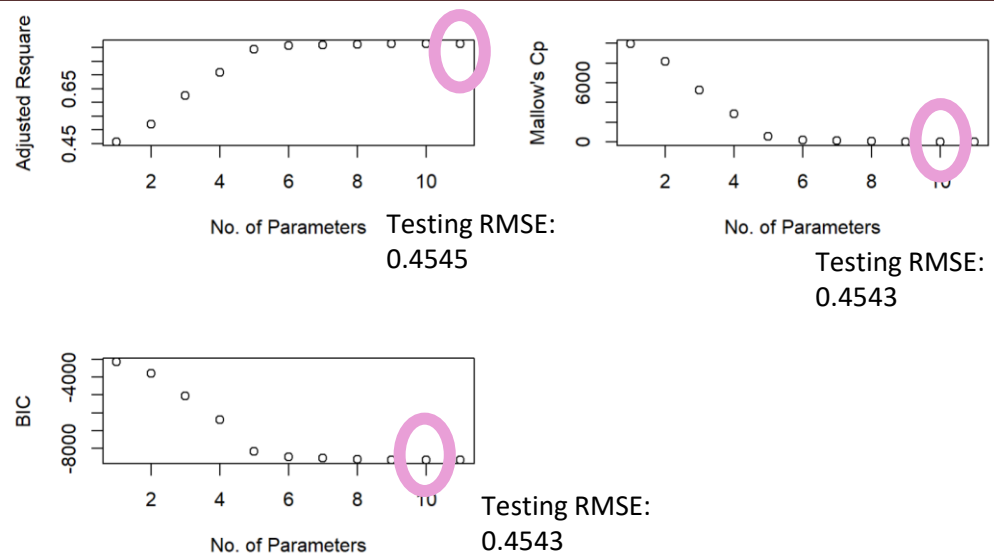 Adjusted Rsquare
0.65
0.45
2 4 6 8 10
No. of Parameters
Testing RMSE:
0.4545
Mallow's Cp
6000
0
2 4 6 8 10
No. of Parameters
Testing RMSE:
0.4543
BIC
-4000
-8000
2 4 6 8 10
No. of Parameters
Testing RMSE:
0.4543